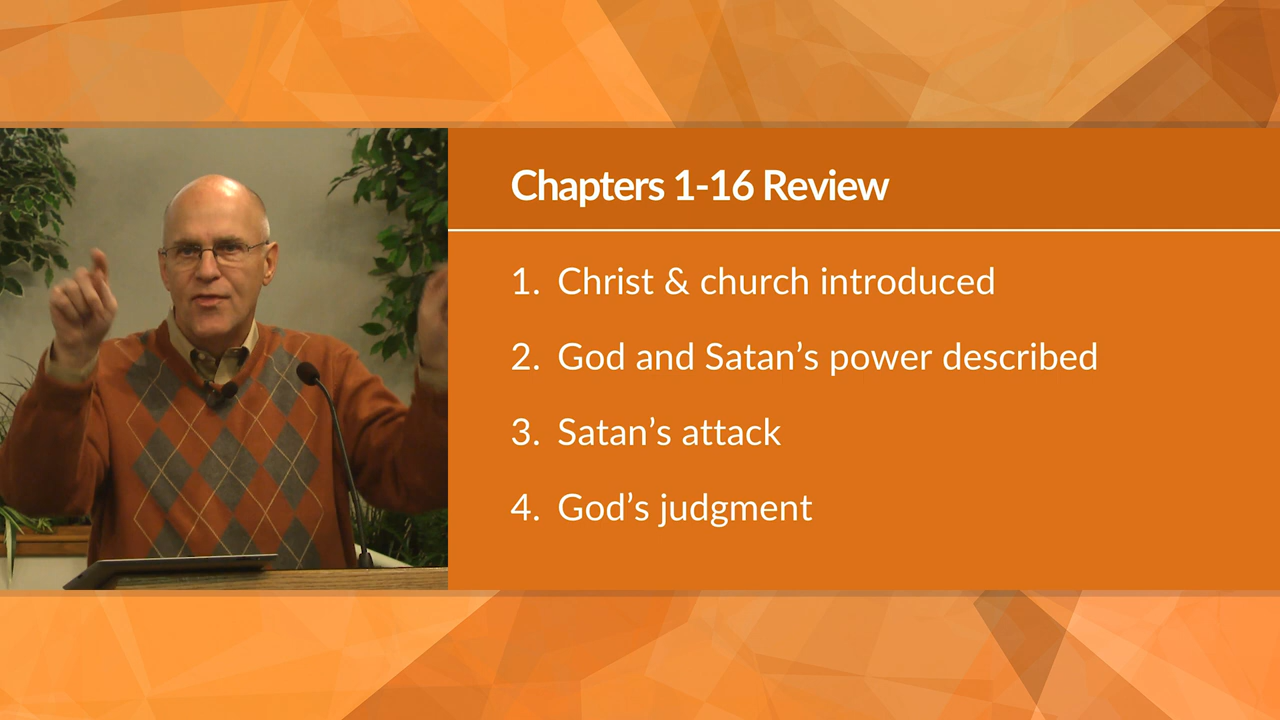 Chapters 1-16 Review
1. Christ & church introduced
2. God and Satan’s power described
3. Satan’s attack
4. God’s judgment